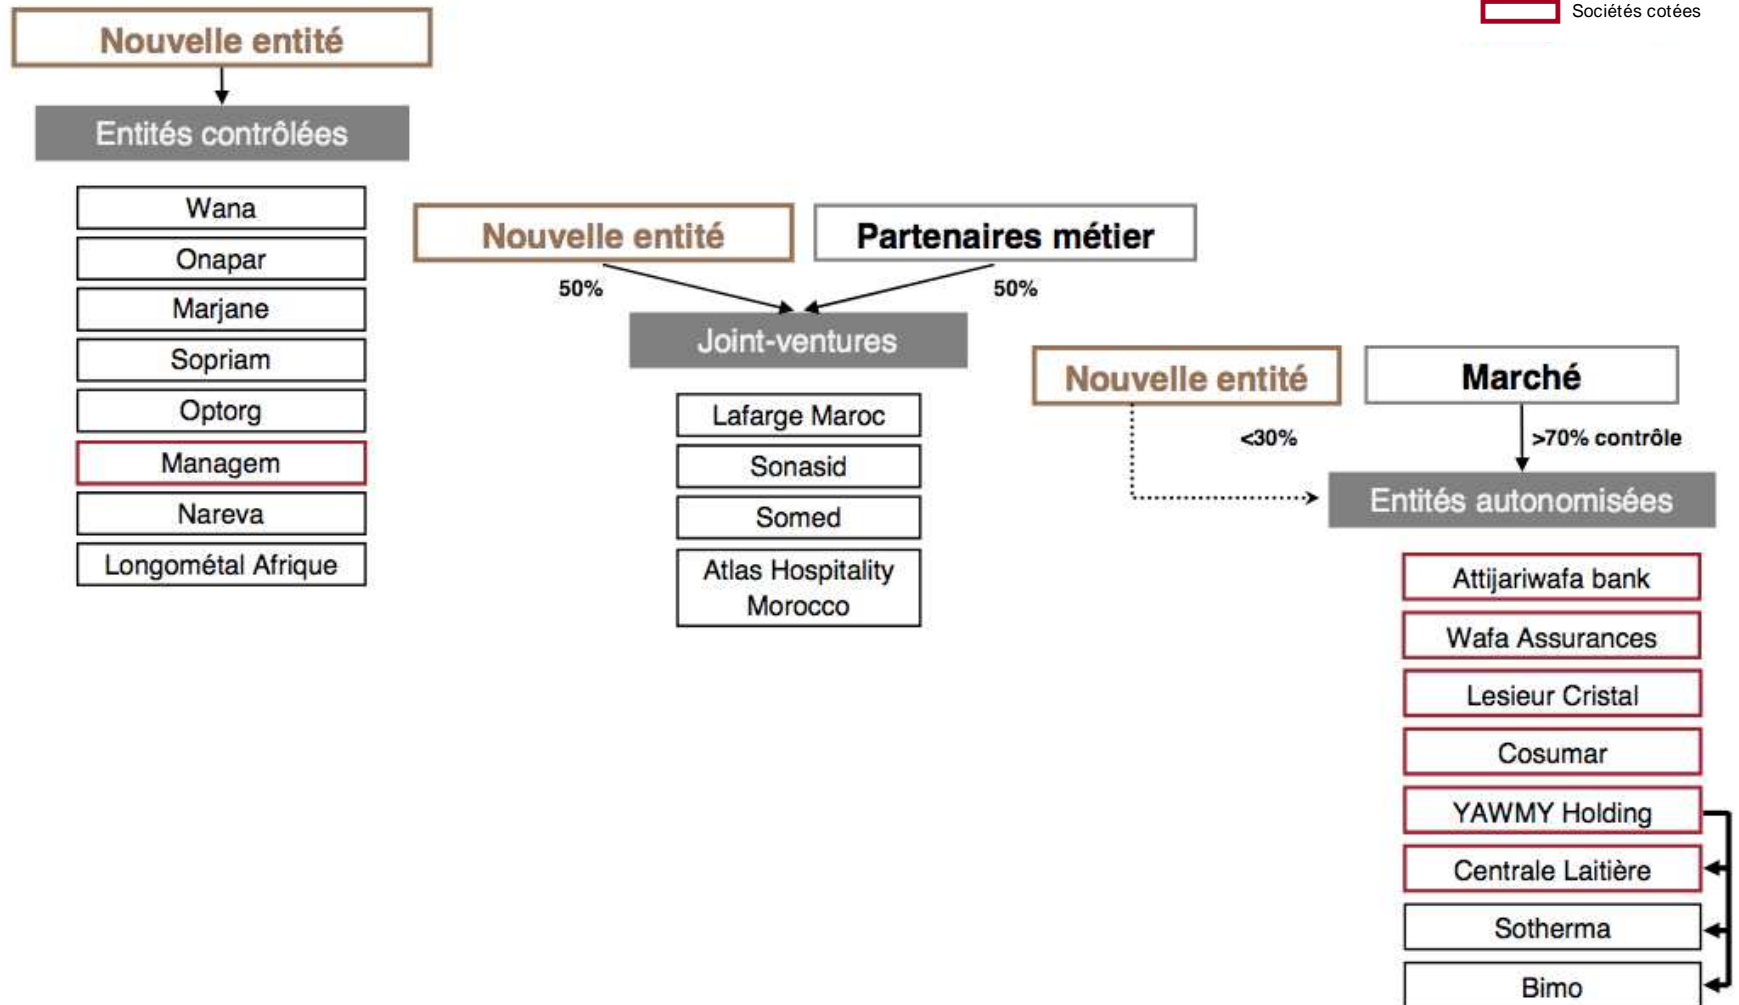 Sociétés cotées
Nouvelle entité
Entités contrôlées
Wana
Onapar
Marjane
Sopriam
Optorg
Managem
Nareva
Longométal Afrique
Nouvelle entité
Partenaires métier
50%
50%
Joint-ventures
Lafarge Maroc
Sonasid
Somed
Atlas Hospitality
Morocco
Nouvelle entité
Marché
<30%
>70% contrôle
Entités autonomisées
Attijariwafa bank
Wafa Assurances
Lesieur Cristal
Cosumar
YAWMY Holding
Centrale Laitière
Sotherma
Bimo